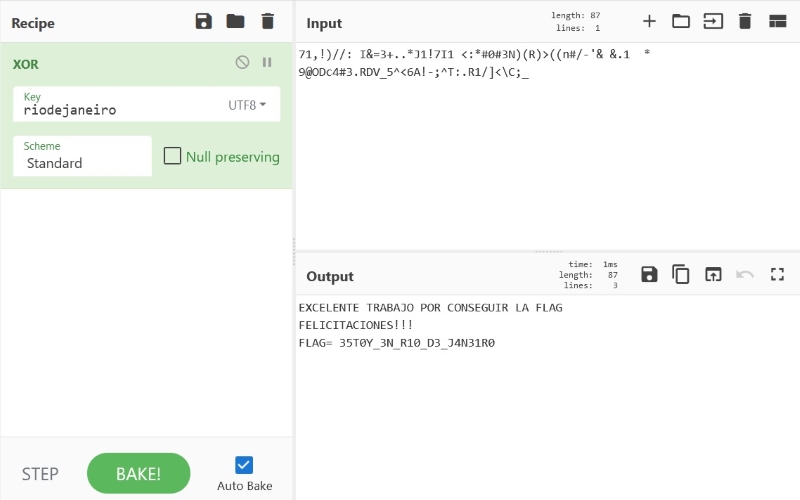 Recipe
XOR
Key
riodejaneiro
UTF8
Scheme
Standard
Null preserving
STEP
BAKE!
Auto Bake
Input
length: 87
lines: 1
71,!)//: I&=3+..*J1!7I1 <:*#0#3N)(R)>((n#/-'& &.1  *
9@ODc4#3.RDV_5^<6A!-;^T:.R1/]<\C;_
Output
time: 1ms
length: 87
lines: 3
EXCELENTE TRABAJO POR CONSEGUIR LA FLAG
FELICITACIONES!!!
FLAG= 35T0Y_3N_R10_D3_J4N31R0